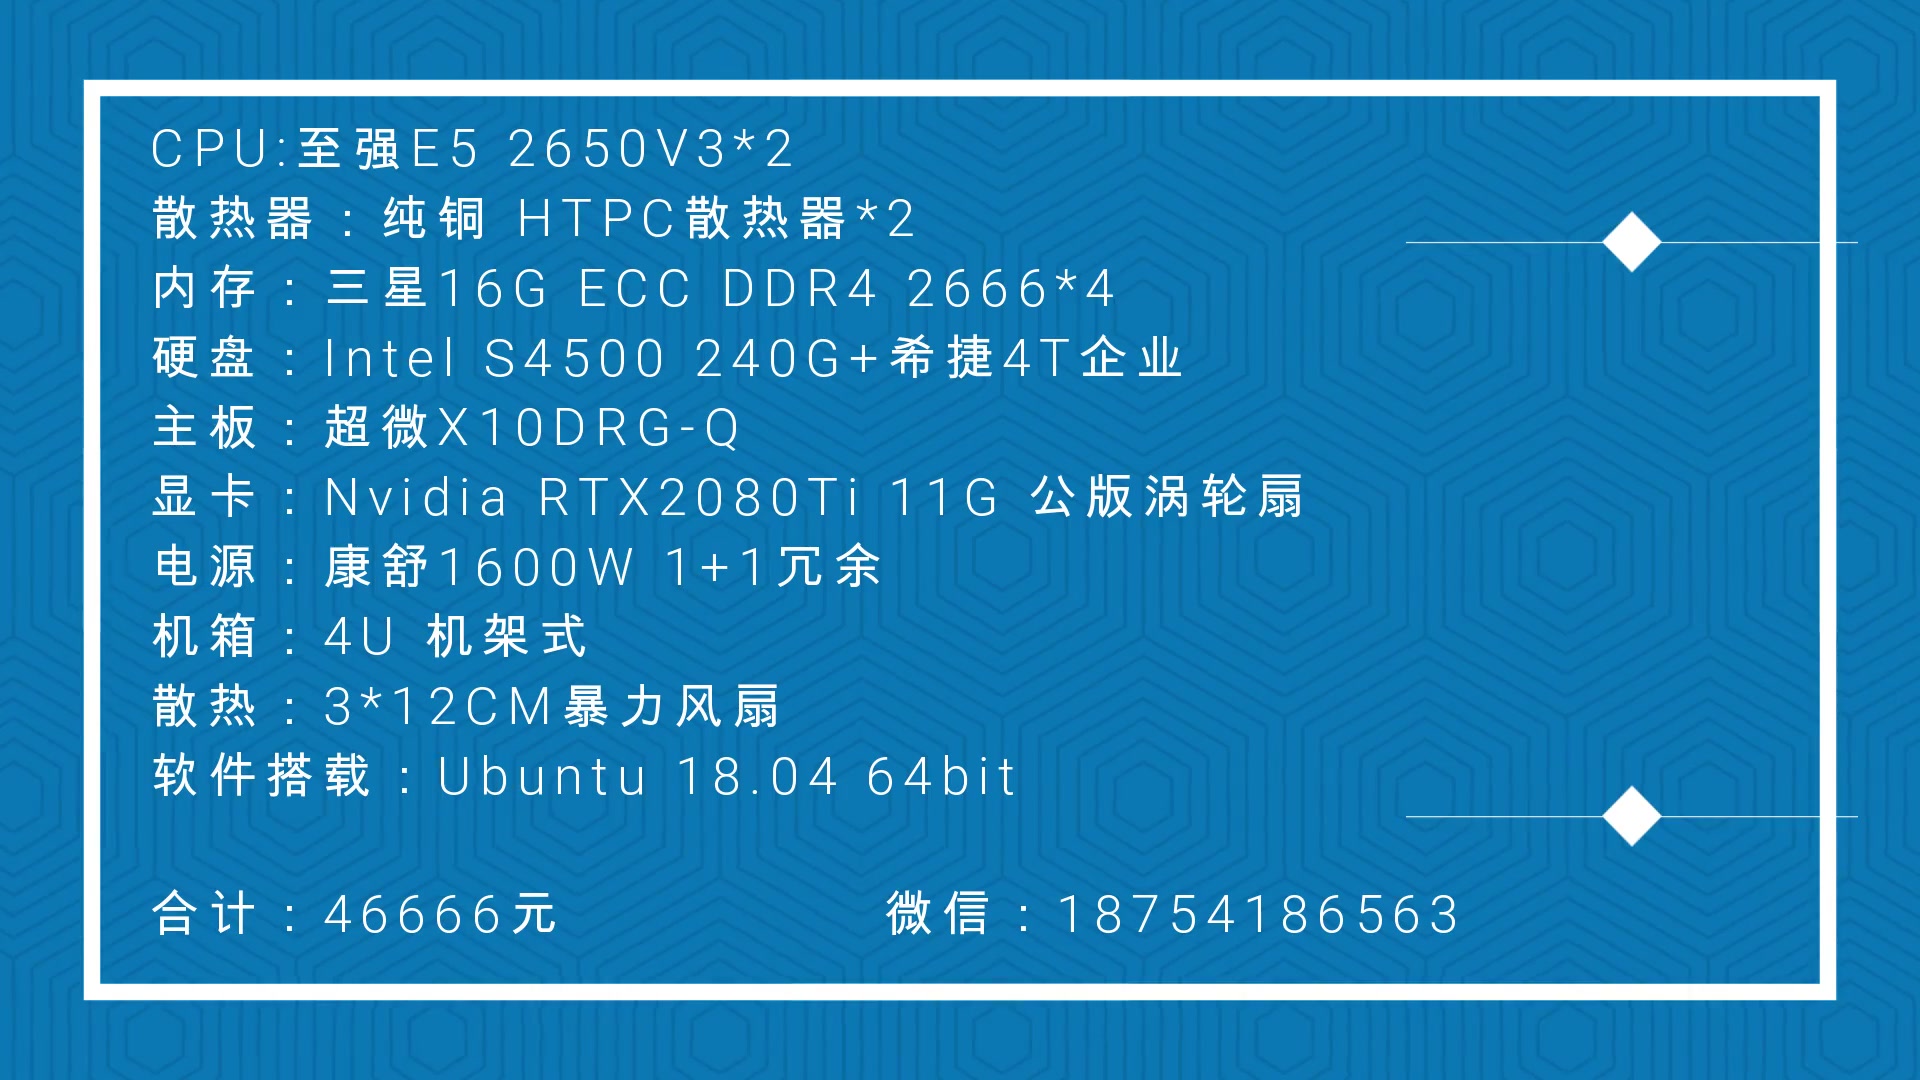 CPU:至强E5 2650V3*2
散热器：纯铜 HTPC散热器*2
内存：三星16G ECC DDR4 2666*4
硬盘：Intel S4500 240G+希捷4T企业
主板：超微X10DRG-Q
显卡：Nvidia RTX2080Ti 11G 公版涡轮扇
电源：康舒1600W 1+1冗余
机箱：4U 机架式
散热：3*12CM暴力风扇
软件搭载：Ubuntu 18.04 64bit
合计：46666元 微信：18754186563